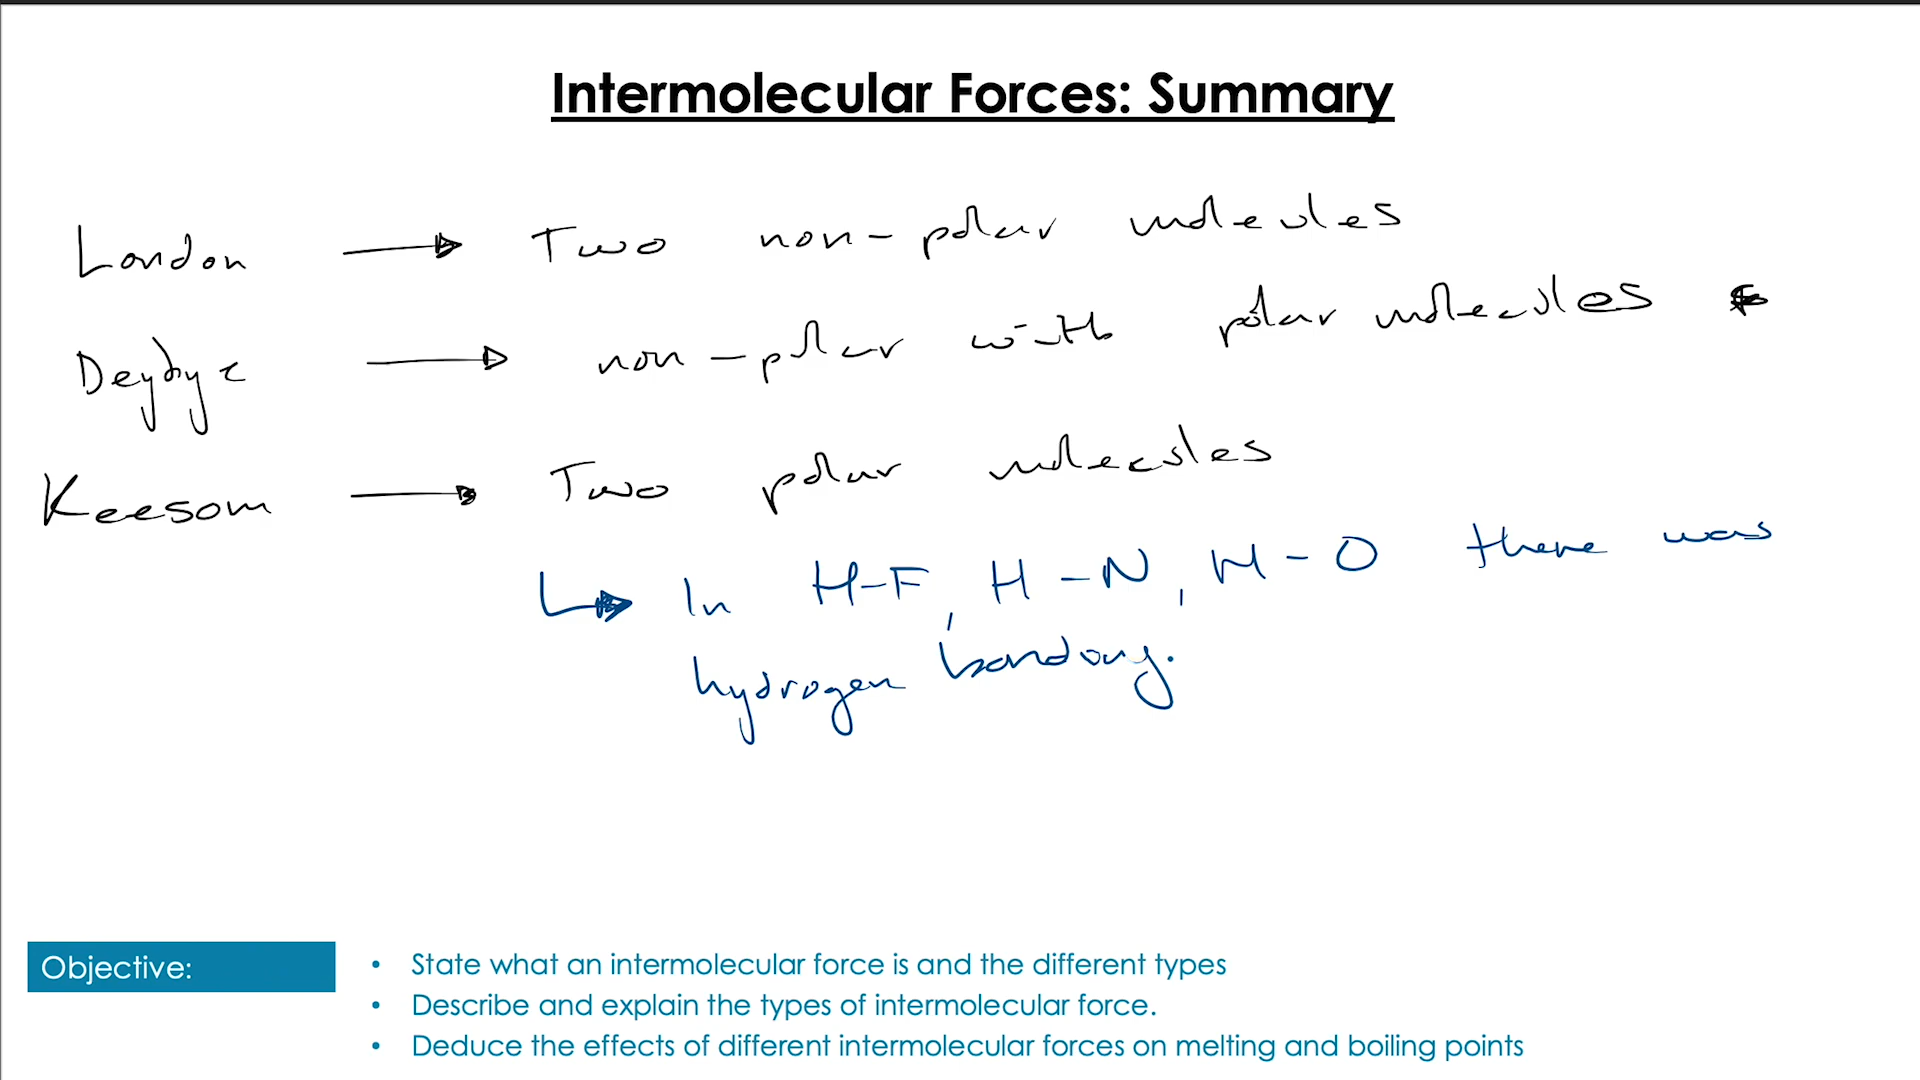 Intermolecular Forces: Summary
London → Two non-polar molecules
Deybye → non-polar with polar molecules
Keesom → Two polar molecules
↳ In H-F, H-N, H-O there was
hydrogen bonding.
Objective:
• State what an intermolecular force is and the different types
• Describe and explain the types of intermolecular force.
• Deduce the effects of different intermolecular forces on melting and boiling points